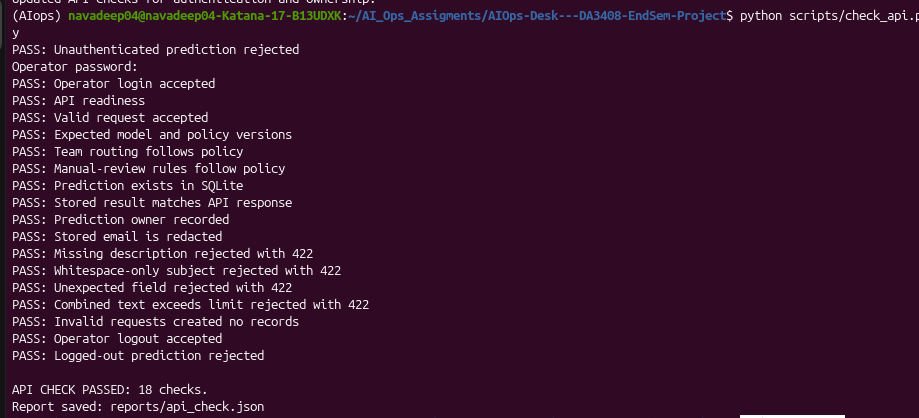 (AIops) navadeep04@navadeep04-Katana-17-B13UDXK:~/AI_Ops_Assigments/AIOps-Desk---DA3408-EndSem-Project$ python scripts/check_api.p
y
PASS: Unauthenticated prediction rejected
Operator password:
PASS: Operator login accepted
PASS: API readiness
PASS: Valid request accepted
PASS: Expected model and policy versions
PASS: Team routing follows policy
PASS: Manual-review rules follow policy
PASS: Prediction exists in SQLite
PASS: Stored result matches API response
PASS: Prediction owner recorded
PASS: Stored email is redacted
PASS: Missing description rejected with 422
PASS: Whitespace-only subject rejected with 422
PASS: Unexpected field rejected with 422
PASS: Combined text exceeds limit rejected with 422
PASS: Invalid requests created no records
PASS: Operator logout accepted
PASS: Logged-out prediction rejected
API CHECK PASSED: 18 checks.
Report saved: reports/api_check.json